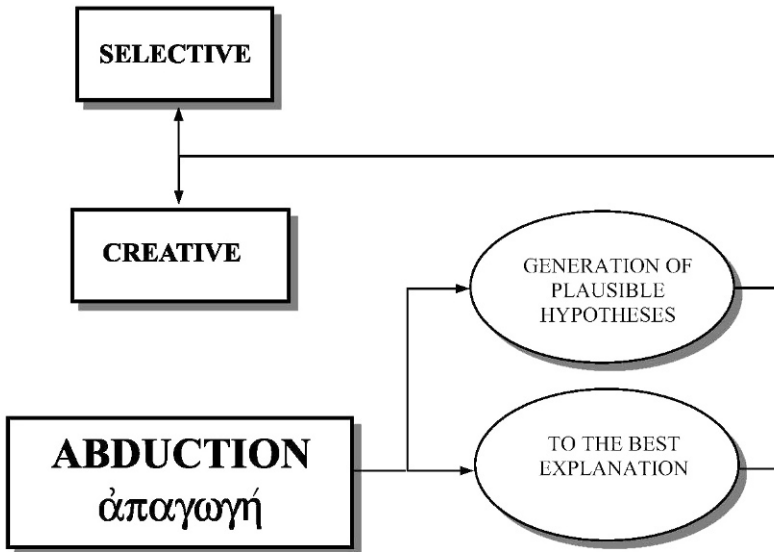 SELECTIVE
CREATIVE
GENERATION OF
PLAUSIBLE
HYPOTHESES
ABDUCTION
ἀπαγωγή
TO THE BEST
EXPLANATION